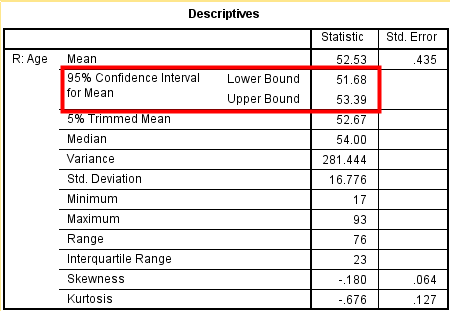 Descriptives
Statistic Std. Error
R: Age Mean 52.53 .435
95% Confidence Interval Lower Bound 51.68
for Mean Upper Bound 53.39
5% Trimmed Mean 52.67
Median 54.00
Variance 281.444
Std. Deviation 16.776
Minimum 17
Maximum 93
Range 76
Interquartile Range 23
Skewness -.180 .064
Kurtosis -.676 .127